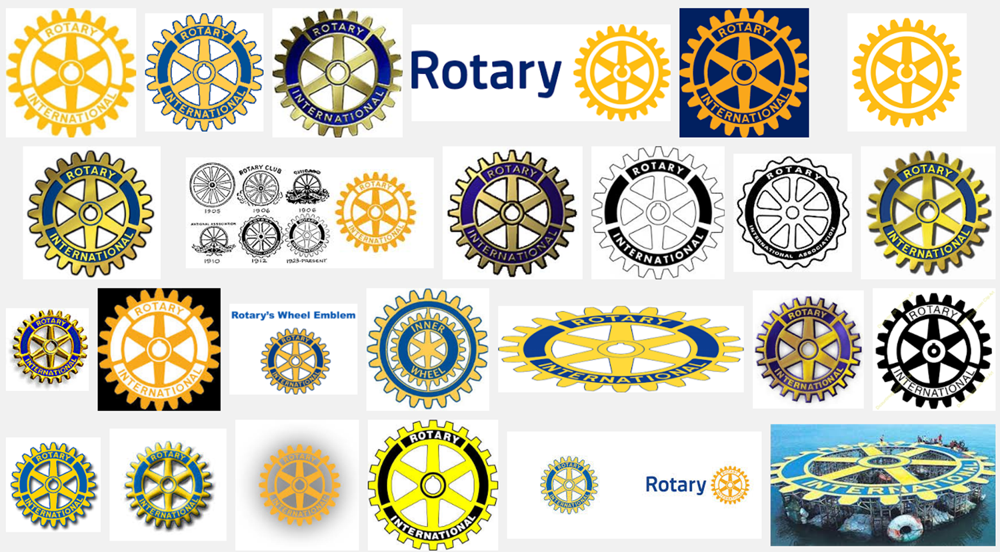 ROTARY
INTERNATIONAL
ROTARY
INTERNATIONAL
ROTARY
INTERNATIONAL
Rotary
ROTARY
INTERNATIONAL
ROTARY
INTERNATIONAL
1905
ROTARY CLUB
1906
CHICAGO
1906
NATIONAL ASSOCIATION
1910
ROTARY
1912
ROTARY
INTERNATIONAL
1923-PRESENT
ROTARY
INTERNATIONAL
ROTARY
INTERNATIONAL
ROTARY
INTERNATIONAL
ROTARY
INTERNATIONAL ASSOCIATION
ROTARY
INTERNATIONAL
ROTARY
INTERNATIONAL
ROTARY
INTERNATIONAL
Rotary's Wheel Emblem
ROTARY
INTERNATIONAL
INNER
WHEEL
ROTARY
INTERNATIONAL
ROTARY
INTERNATIONAL
ROTARY
INTERNATIONAL
ROTARY
INTERNATIONAL
ROTARY
INTERNATIONAL
ROTARY
INTERNATIONAL
ROTARY
INTERNATIONAL
ROTARY
INTERNATIONAL
Rotary
INTERNATIONAL